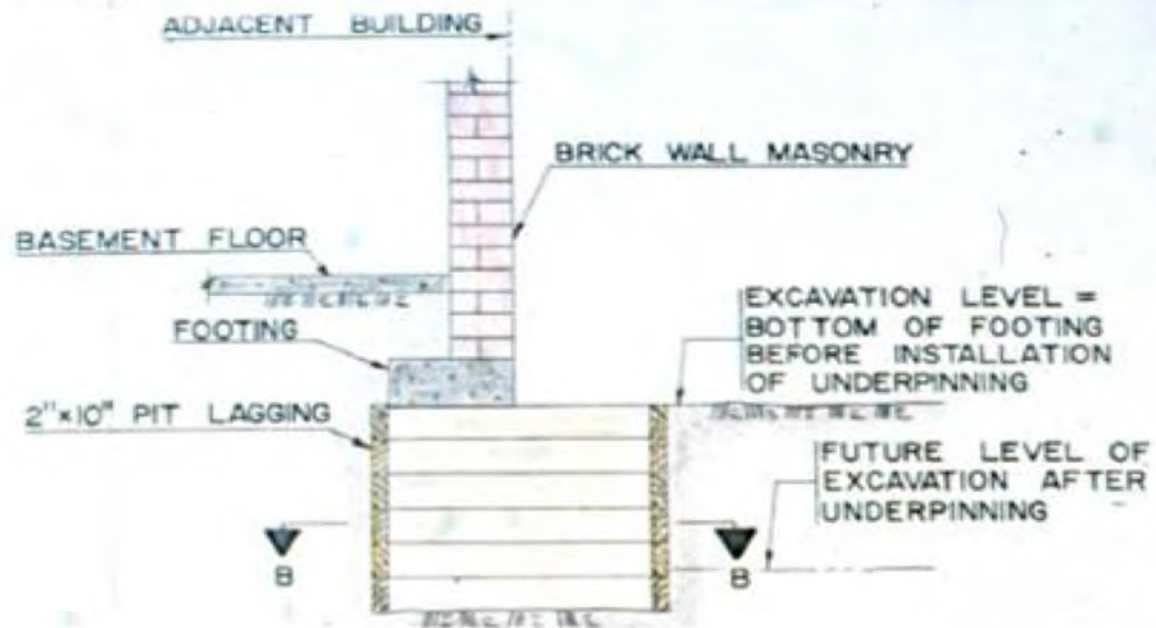 ADJACENT BUILDING
BRICK WALL MASONRY
BASEMENT FLOOR
FOOTING
EXCAVATION LEVEL =
BOTTOM OF FOOTING
BEFORE INSTALLATION
OF UNDERPINNING
2"x10" PIT LAGGING
FUTURE LEVEL OF
EXCAVATION AFTER
UNDERPINNING
B
B